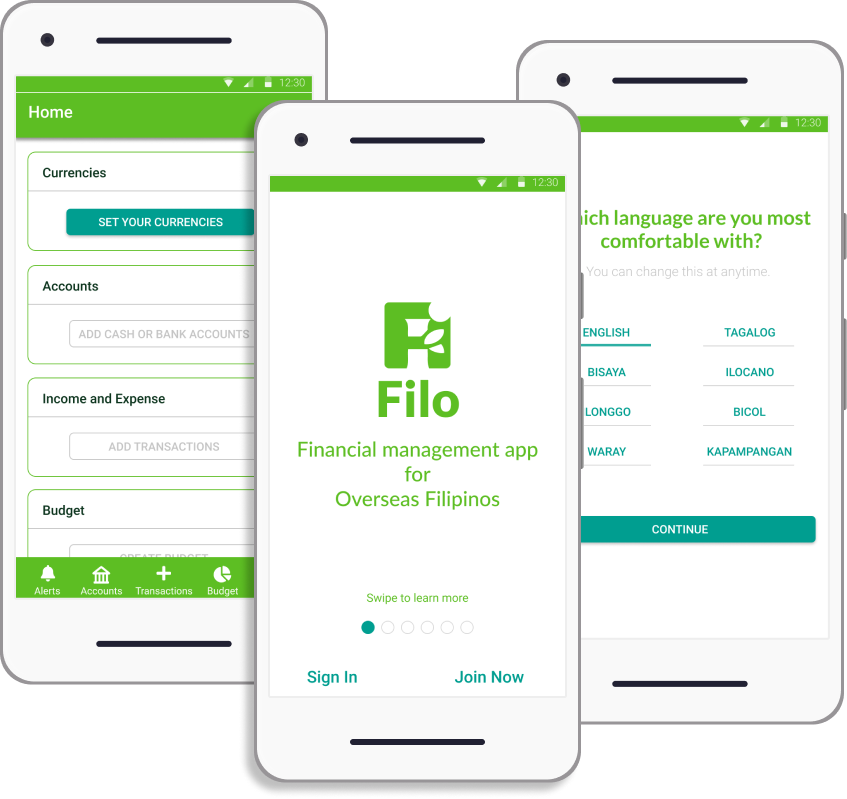 12:30
Home
Currencies
SET YOUR CURRENCIES
Accounts
ADD CASH OR BANK ACCOUNTS
Income and Expense
ADD TRANSACTIONS
Budget
CREATE BUDGET
Alerts
Accounts
Transactions
Budget
12:30
Filo
Financial management app
for
Overseas Filipinos
Swipe to learn more
Sign In
Join Now
12:30
ich language are you most
comfortable with?
You can change this at anytime.
ENGLISH
TAGALOG
BISAYA
ILOCANO
LONGGO
BICOL
WARAY
KAPAMPANGAN
CONTINUE